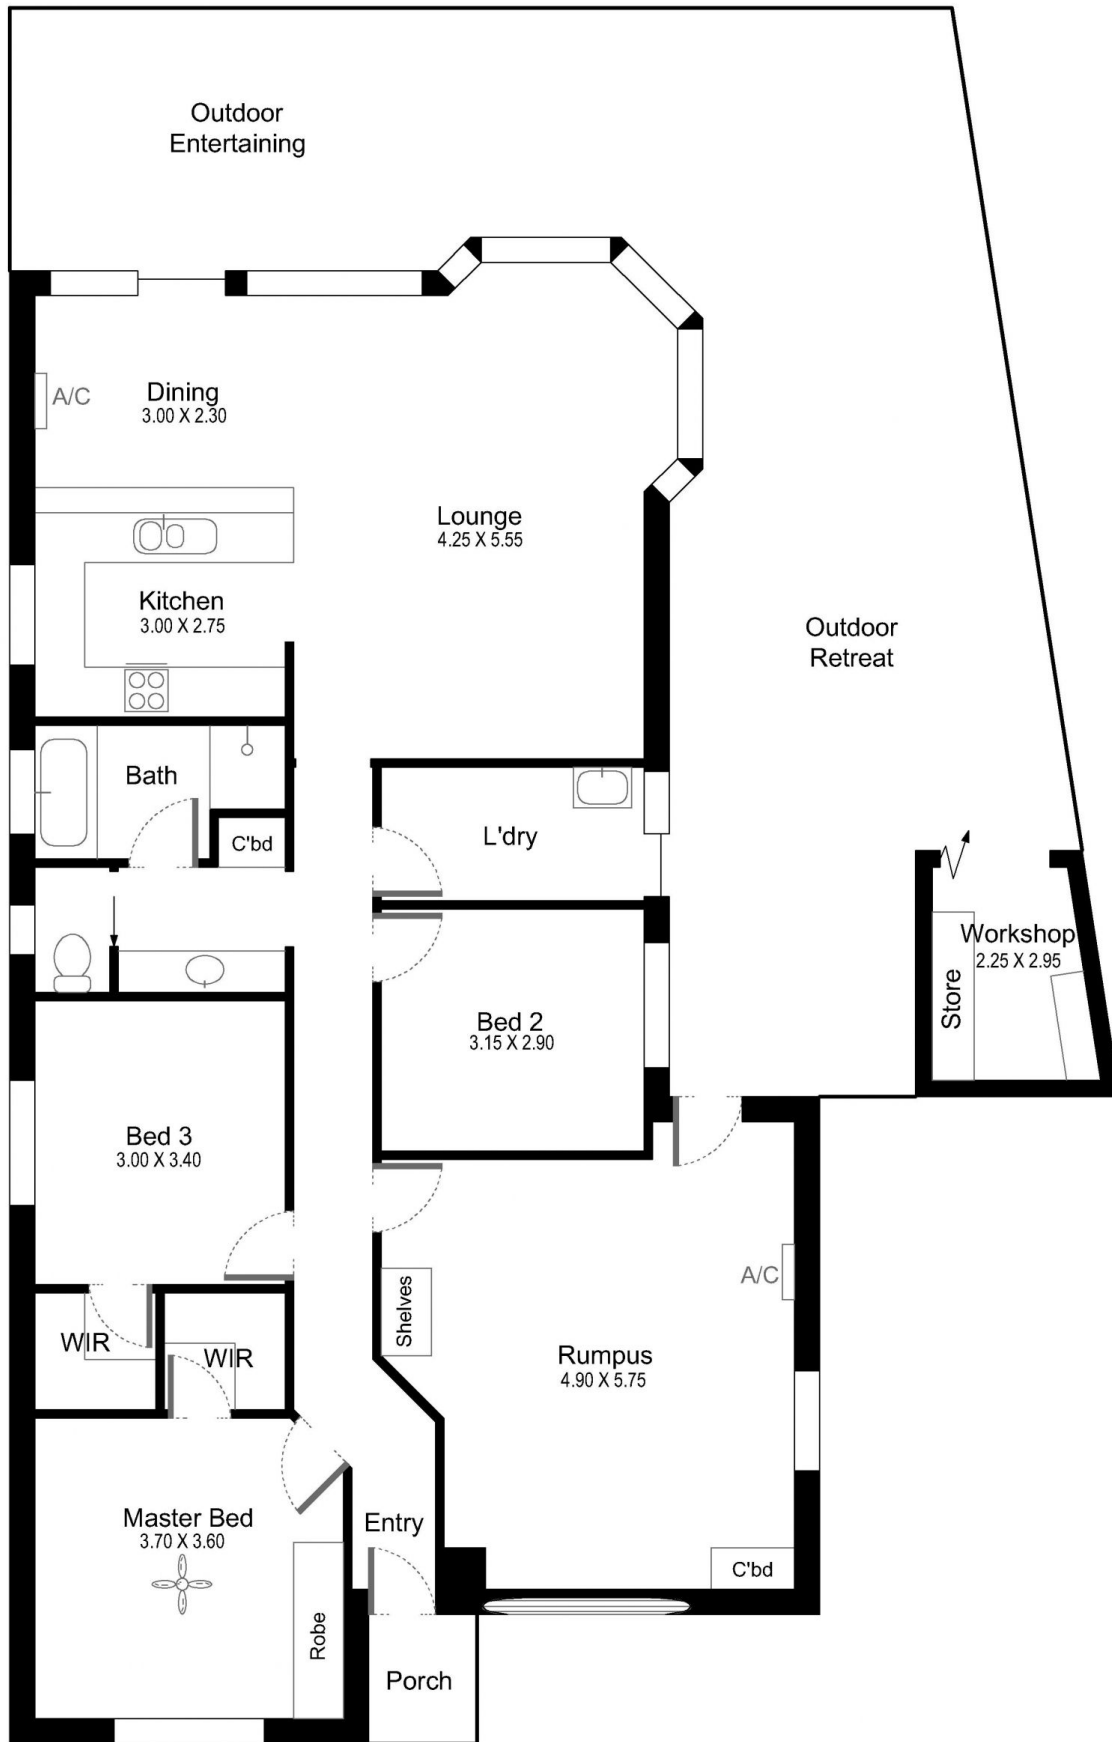 Outdoor
Entertaining
A/C
Dining
3.00 X 2.30
Lounge
4.25 X 5.55
Kitchen
3.00 X 2.75
Outdoor
Retreat
Bath
C'bd
L'dry
Workshop
2.25 X 2.95
Store
Bed 2
3.15 X 2.90
Bed 3
3.00 X 3.40
A/C
Shelves
WIR
WIR
Rumpus
4.90 X 5.75
Master Bed
3.70 X 3.60
Entry
C'bd
Robe
Porch